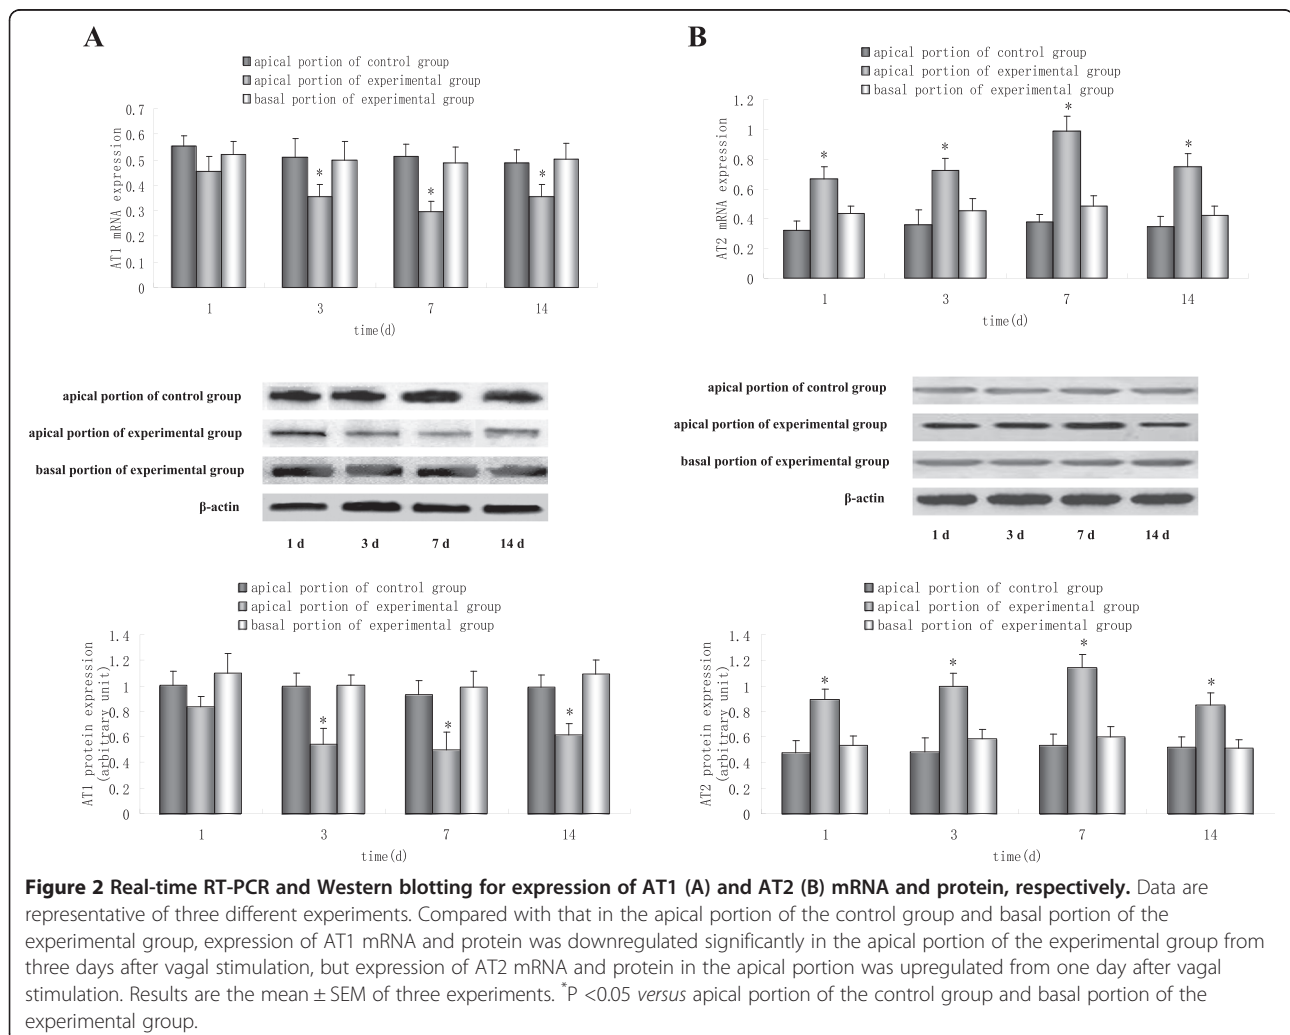 A
apical portion of control group
apical portion of experimental group
basal portion of experimental group
AT1 mRNA expression
0.7
0.6
0.5
0.4
0.3
0.2
0.1
0
1
3
7
14
time(d)
apical portion of control group
apical portion of experimental group
basal portion of experimental group
β-actin
1 d
3 d
7 d
14 d
apical portion of control group
apical portion of experimental group
basal portion of experimental group
AT1 protein expression
(arbitrary unit)
1.4
1.2
1
0.8
0.6
0.4
0.2
0
*
*
*
*
*
*
1
3
7
14
time(d)
B
apical portion of control group
apical portion of experimental group
basal portion of experimental group
AT2 mRNA expression
1.2
1
0.8
0.6
0.4
0.2
0
*
*
*
*
1
3
7
14
time(d)
apical portion of control group
apical portion of experimental group
basal portion of experimental group
β-actin
1 d
3 d
7 d
14 d
apical portion of control group
apical portion of experimental group
basal portion of experimental group
AT2 protein expression
(arbitrary unit)
1.4
1.2
1
0.8
0.6
0.4
0.2
0
*
*
*
*
1
3
7
14
time(d)
Figure 2 Real-time RT-PCR and Western blotting for expression of AT1 (A) and AT2 (B) mRNA and protein, respectively. Data are
representative of three different experiments. Compared with that in the apical portion of the control group and basal portion of the
experimental group, expression of AT1 mRNA and protein was downregulated significantly in the apical portion of the experimental group from
three days after vagal stimulation, but expression of AT2 mRNA and protein in the apical portion was upregulated from one day after vagal
stimulation. Results are the mean ± SEM of three experiments. *P <0.05 versus apical portion of the control group and basal portion of the
experimental group.